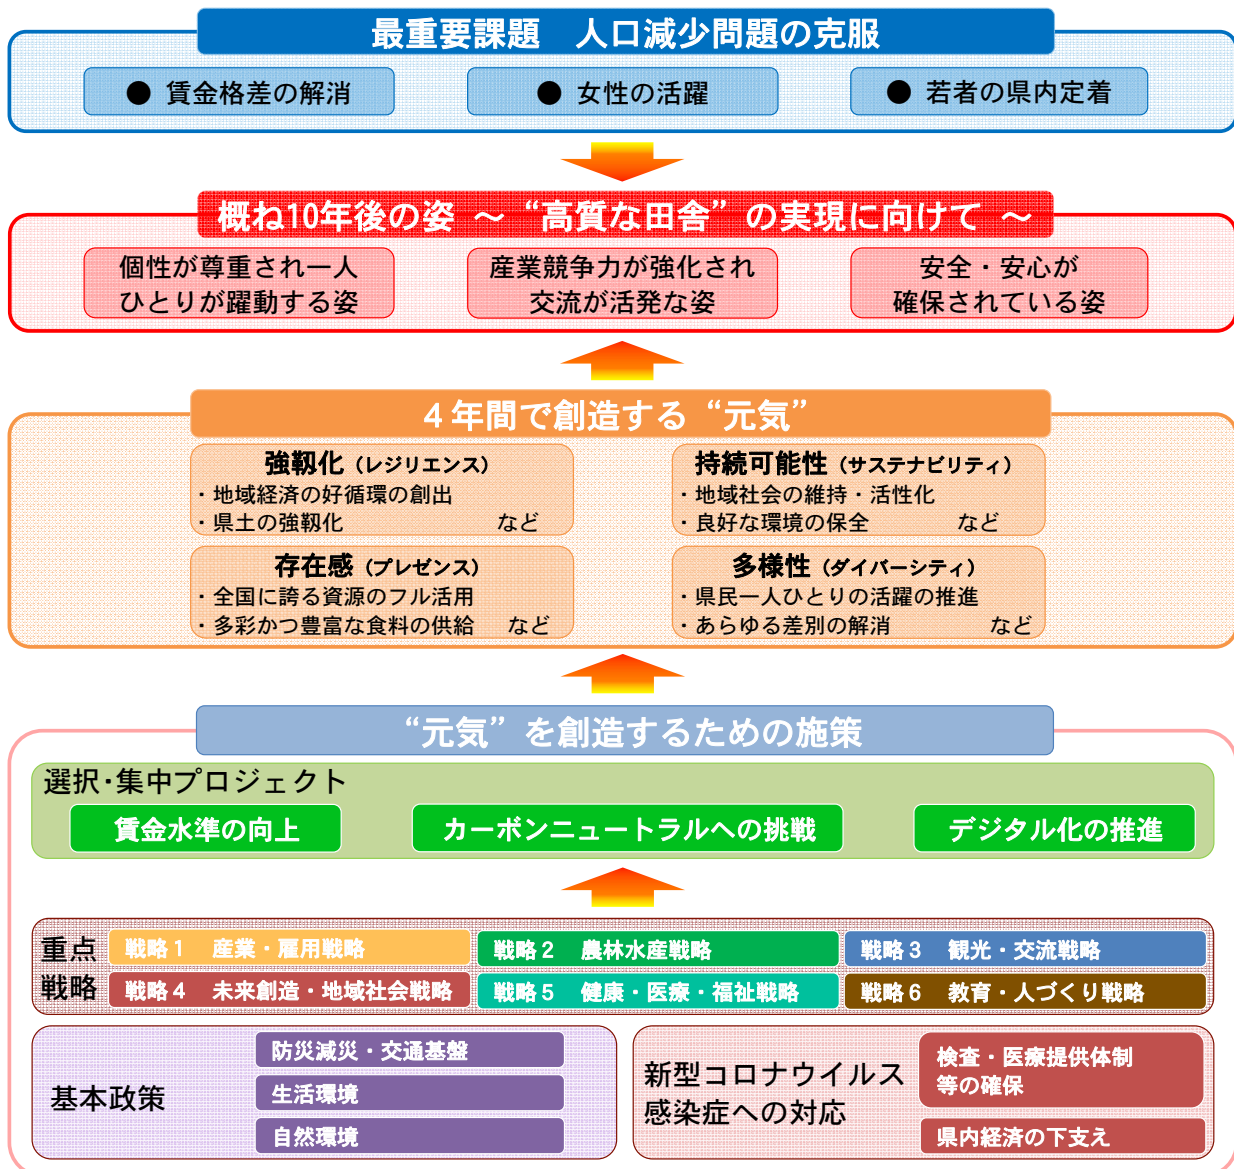 最重要課題　人口減少問題の克服
● 賃金格差の解消
● 女性の活躍
● 若者の県内定着
概ね10年後の姿 ～ “高質な田舎” の実現に向けて ～
個性が尊重され一人
ひとりが躍動する姿
産業競争力が強化され
交流が活発な姿
安全・安心が
確保されている姿
４年間で創造する “元気”
強靱化（レジリエンス）
・地域経済の好循環の創出
・県土の強靱化　など
持続可能性（サステナビリティ）
・地域社会の維持・活性化
・良好な環境の保全　など
存在感（プレゼンス）
・全国に誇る資源のフル活用
・多彩かつ豊富な食料の供給　など
多様性（ダイバーシティ）
・県民一人ひとりの活躍の推進
・あらゆる差別の解消　など
“元気” を創造するための施策
選択・集中プロジェクト
賃金水準の向上
カーボンニュートラルへの挑戦
デジタル化の推進
重点
戦略
戦略１　産業・雇用戦略
戦略２　農林水産戦略
戦略３　観光・交流戦略
戦略４　未来創造・地域社会戦略
戦略５　健康・医療・福祉戦略
戦略６　教育・人づくり戦略
基本政策
防災減災・交通基盤
生活環境
自然環境
新型コロナウイルス
感染症への対応
検査・医療提供体制
等の確保
県内経済の下支え